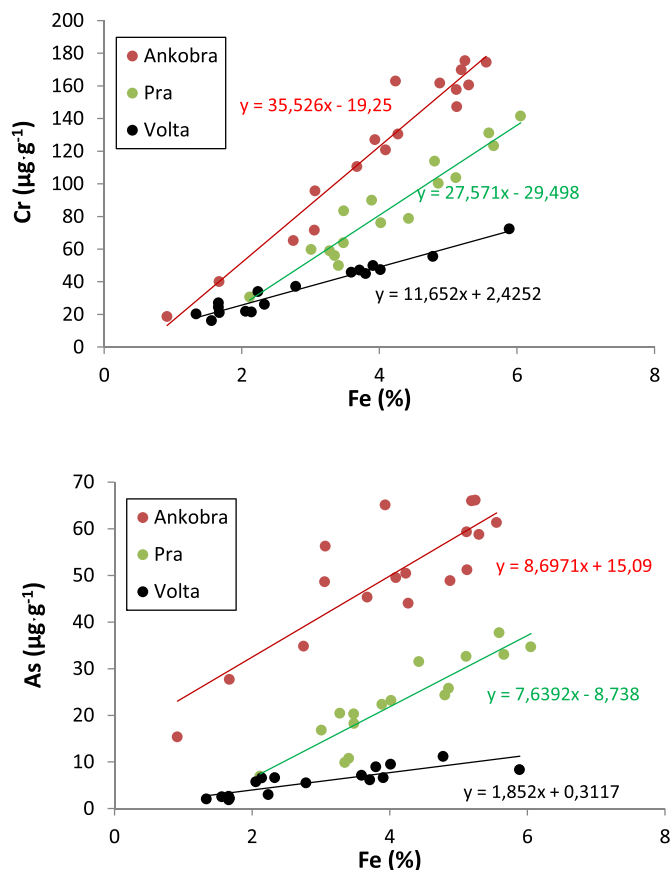 200
180
160
140
120
100
80
60
40
20
0
Cr (µg·g⁻¹)
Ankobra
Pra
Volta
y = 35,526x - 19,25
y = 27,571x - 29,498
y = 11,652x + 2,4252
0 2 4 6 8
Fe (%)
70
60
50
40
30
20
10
0
As (µg·g⁻¹)
Ankobra
Pra
Volta
y = 8,6971x + 15,09
y = 7,6392x - 8,738
y = 1,852x + 0,3117
0 2 4 6 8
Fe (%)